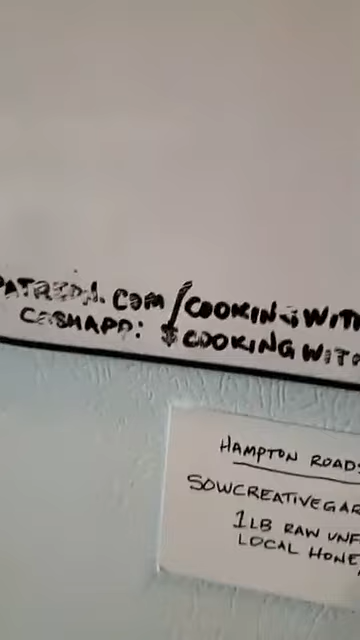 PATREON.COM/COOKINGWITH
CASHAPP: $COOKINGWITH
HAMPTON ROADS
SOWCREATIVEGAR
1LB RAW UNF
LOCAL HONEY